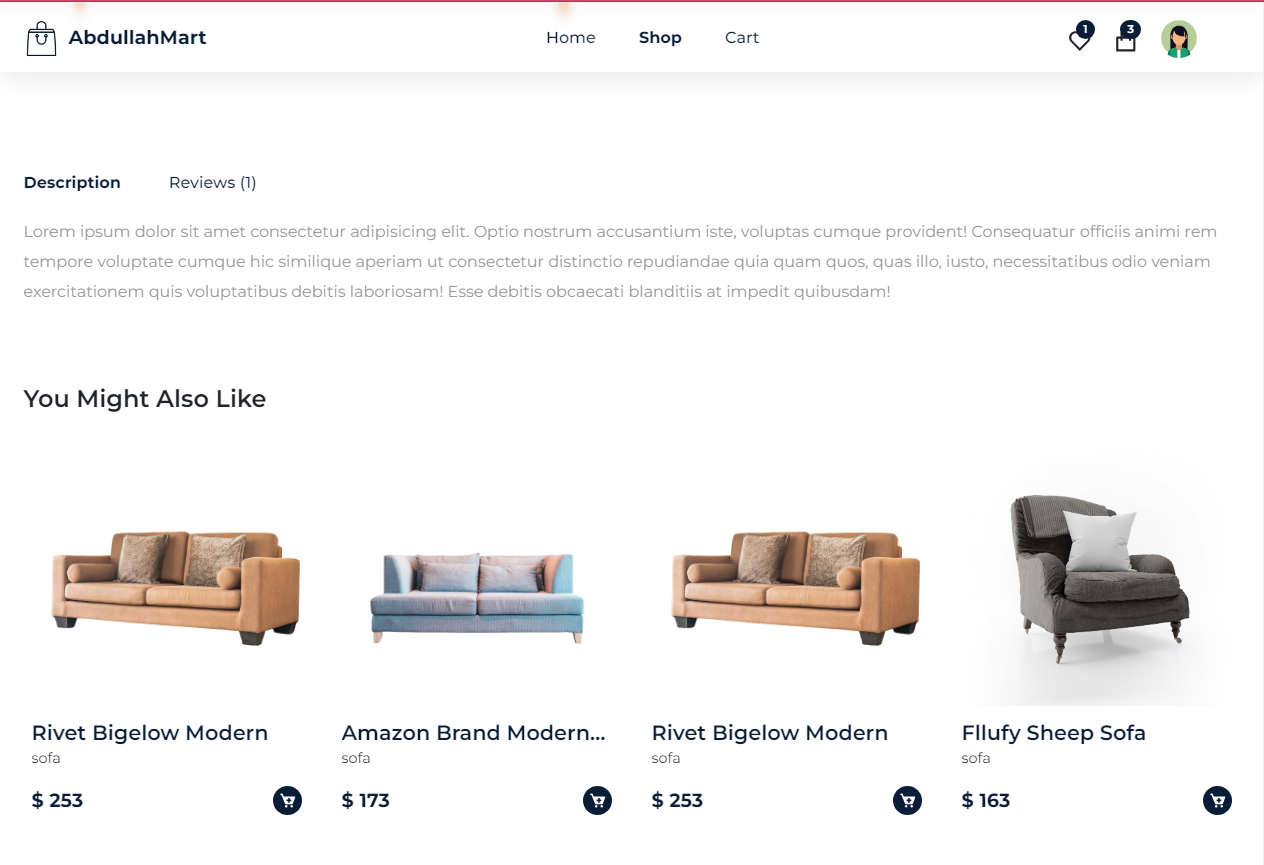 AbdullahMart
Home
Shop
Cart
1
3
Description
Reviews (1)
Lorem ipsum dolor sit amet consectetur adipisicing elit. Optio nostrum accusantium iste, voluptas cumque provident! Consequatur officiis animi rem
tempore voluptate cumque hic similique aperiam ut consectetur distinctio repudiandae quia quam quos, quas illo, iusto, necessitatibus odio veniam
exercitationem quis voluptatibus debitis laboriosam! Esse debitis obcaecati blanditiis at impedit quibusdam!
You Might Also Like
Rivet Bigelow Modern
sofa
$ 253
Amazon Brand Modern...
sofa
$ 173
Rivet Bigelow Modern
sofa
$ 253
Fllufy Sheep Sofa
sofa
$ 163